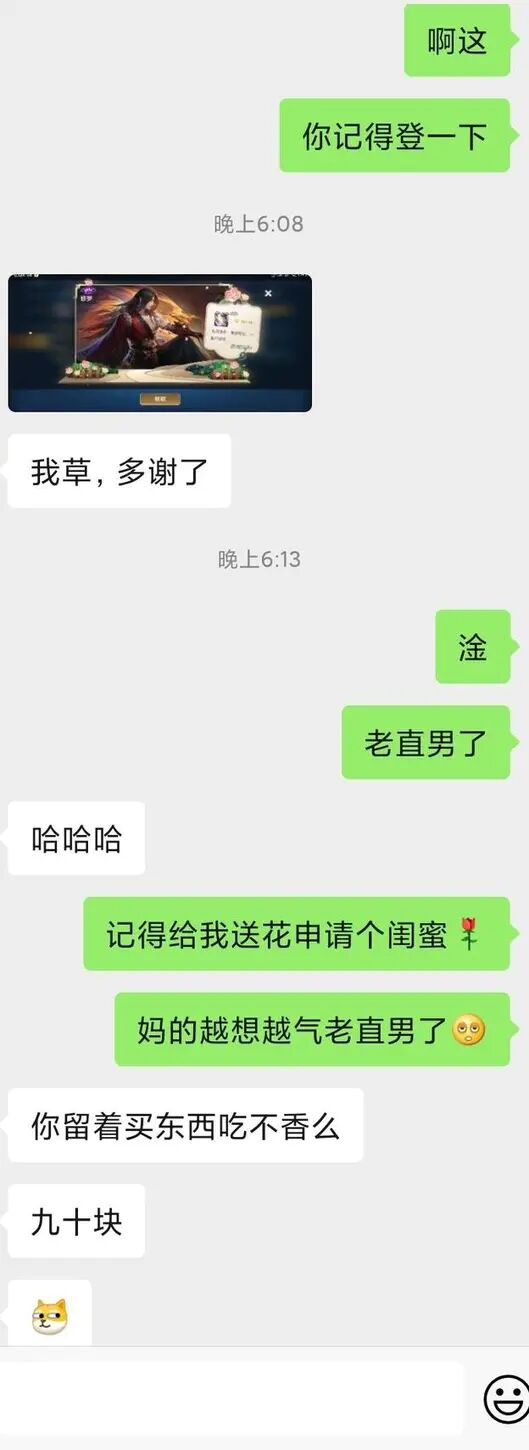 啊这
你记得登一下
晚上6:08
我草，多谢了
晚上6:13
淦
老直男了
哈哈哈
记得给我送花申请个闺蜜🌹
妈的越想越气老直男了🙄
你留着买东西吃不香么
九十块